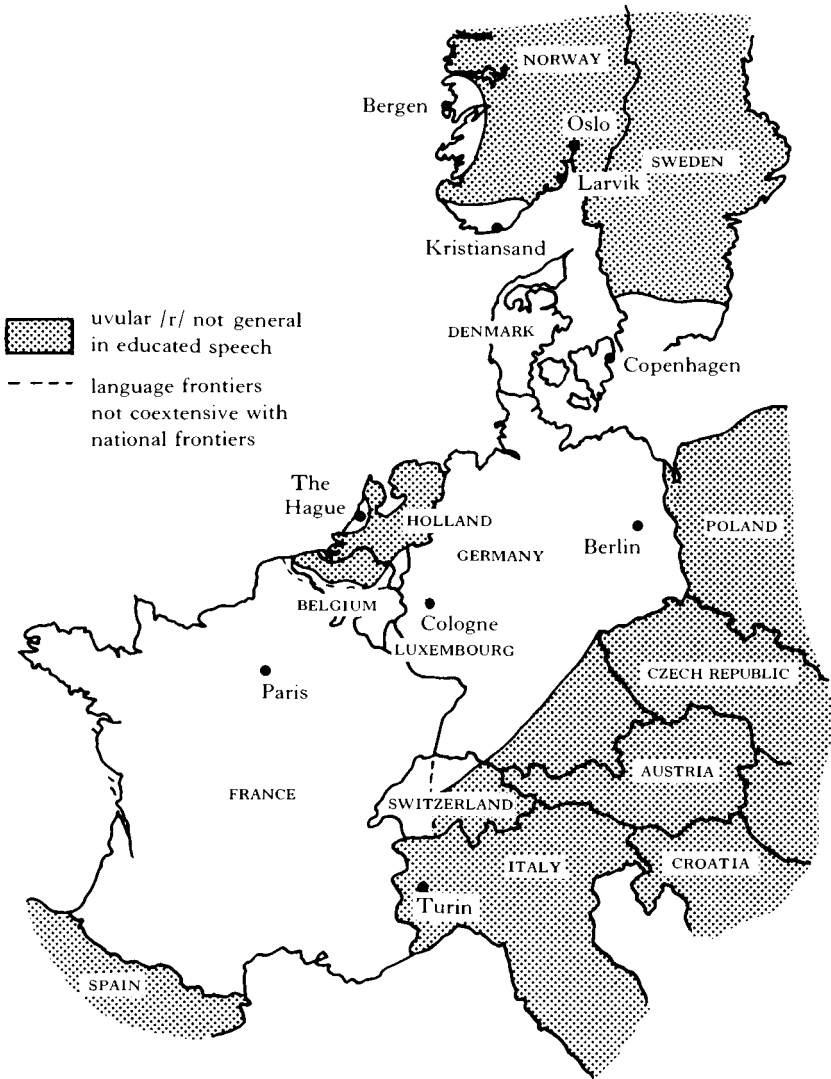 NORWAY
Bergen
Oslo
SWEDEN
Larvik
Kristiansand
uvular /r/ not general
in educated speech
DENMARK
Copenhagen
language frontiers
not coextensive with
national frontiers
The
Hague
HOLLAND
POLAND
GERMANY
Berlin
BELGIUM
Cologne
LUXEMBOURG
CZECH REPUBLIC
Paris
AUSTRIA
FRANCE
SWITZERLAND
ITALY
CROATIA
Turin
SPAIN